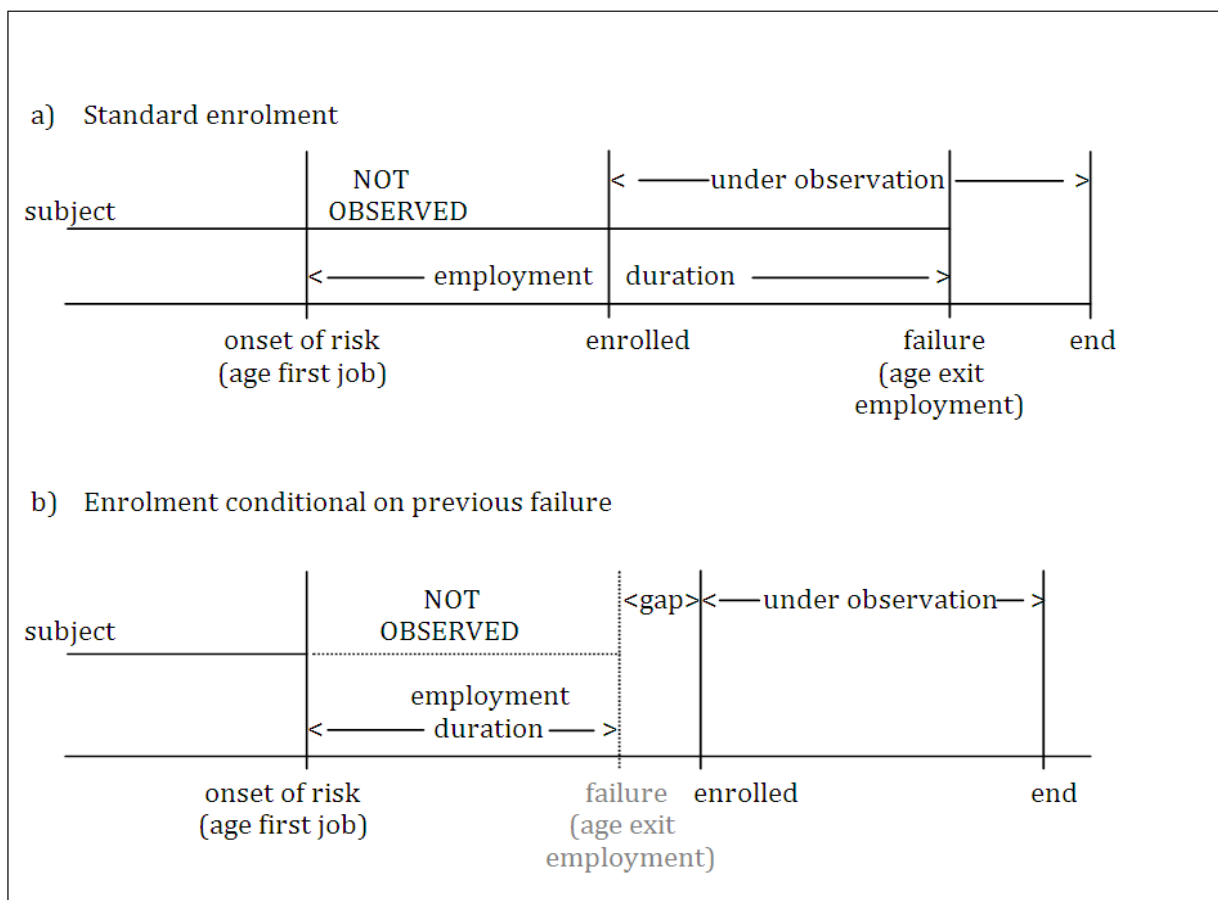 a) Standard enrolment
NOT
OBSERVED
< under observation >
subject
< employment duration >
onset of risk
(age first job)
enrolled
failure
(age exit
employment)
end
b) Enrolment conditional on previous failure
NOT
OBSERVED
<gap>
< under observation >
subject
employment
< duration >
onset of risk
(age first job)
failure
(age exit
employment)
enrolled
end